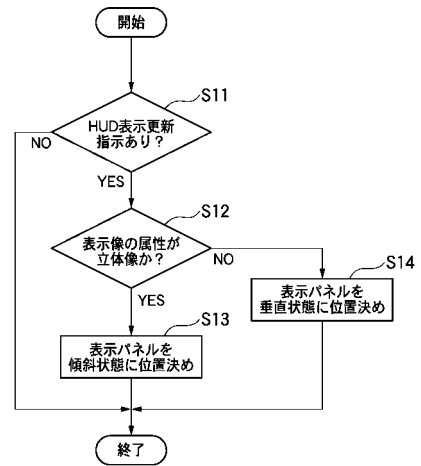 開始
S11
HUD表示更新
指示あり？
NO
YES
S12
表示像の属性が
立体像か？
NO
YES
S14
表示パネルを
垂直状態に位置決め
S13
表示パネルを
傾斜状態に位置決め
終了